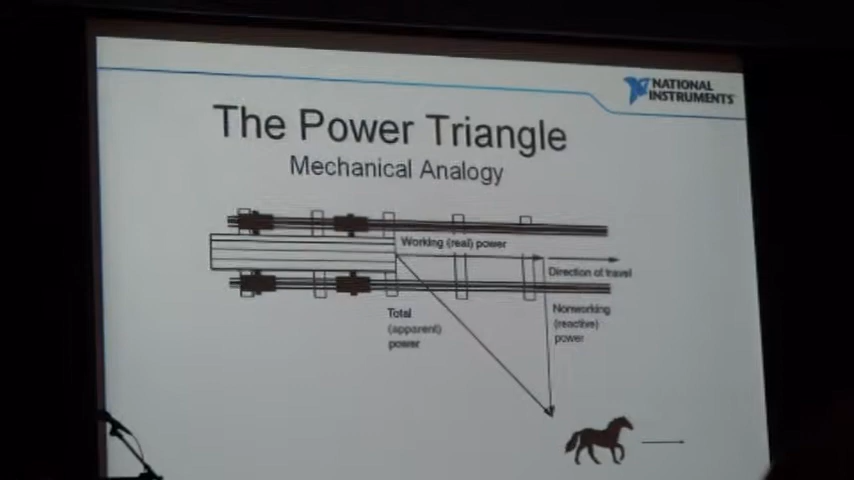 NATIONAL
INSTRUMENTS
The Power Triangle
Mechanical Analogy
Working (real) power
Direction of travel
Total
(apparent)
power
Nonworking
(reactive)
power